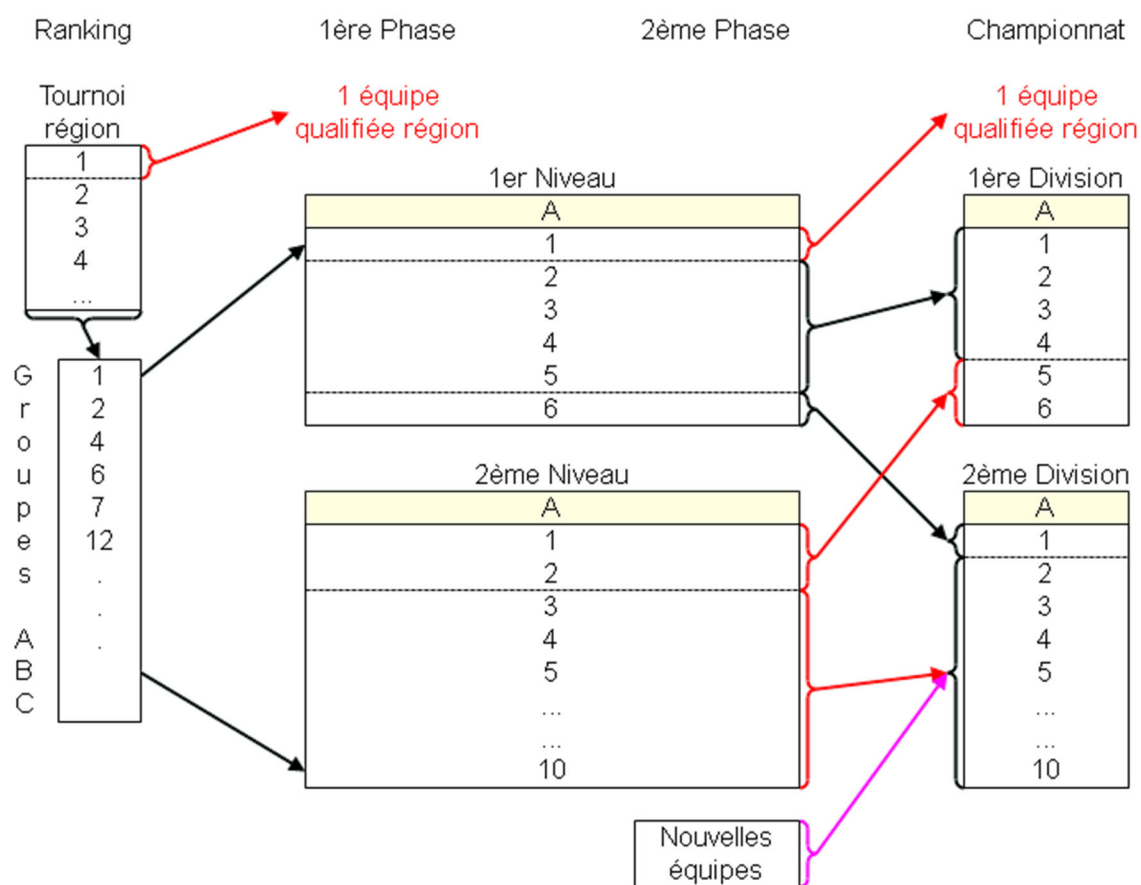 Ranking
1ère Phase
2ème Phase
Championnat
Tournoi
région
1
2
3
4
...
1 équipe
qualifiée région
1 équipe
qualifiée région
G
r
o
u
p
e
s
A
B
C
1
2
4
6
7
12
.
.
.
1er Niveau
A
1
2
3
4
5
6
2ème Niveau
A
1
2
3
4
5
...
...
10
Nouvelles
équipes
1ère Division
A
1
2
3
4
5
6
2ème Division
A
1
2
3
4
5
...
...
10